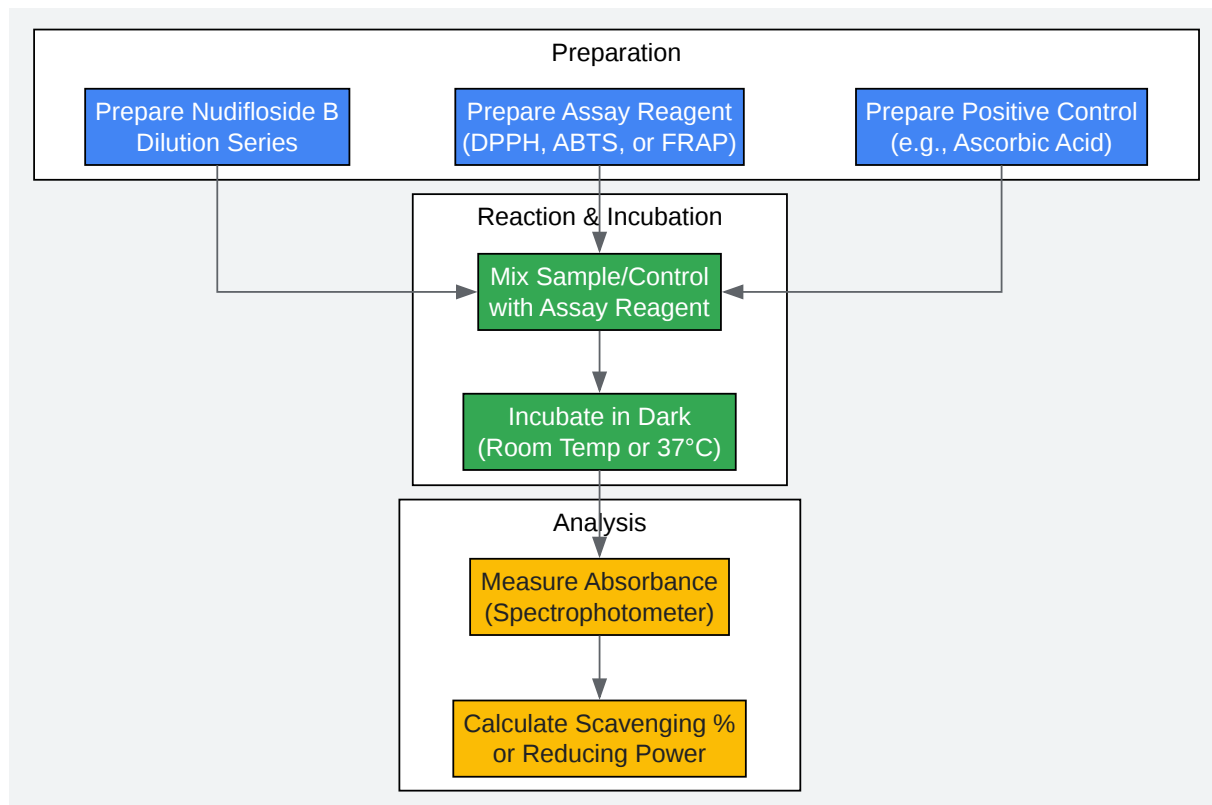 Preparation
Prepare Nudifloside B
Dilution Series
Prepare Assay Reagent
(DPPH, ABTS, or FRAP)
Prepare Positive Control
(e.g., Ascorbic Acid)
Reaction & Incubation
Mix Sample/Control
with Assay Reagent
Incubate in Dark
(Room Temp or 37°C)
Analysis
Measure Absorbance
(Spectrophotometer)
Calculate Scavenging %
or Reducing Power